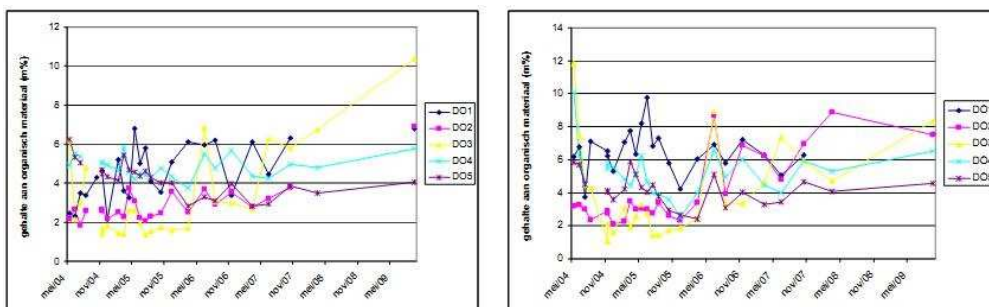 gehalte aan organisch materiaal (m%)
12
10
8
6
4
2
0
mei/04
nov/04
mei/05
nov/05
mei/06
nov/06
mei/07
nov/07
mei/08
nov/08
mei/09
DO1
DO2
DO3
DO4
DO5
gehalte aan organisch materiaal (m%)
14
12
10
8
6
4
2
0
mei/04
nov/04
mei/05
nov/05
mei/06
nov/06
mei/07
nov/07
mei/08
nov/08
mei/09
DO1
DO2
DO3
DO4
DO5